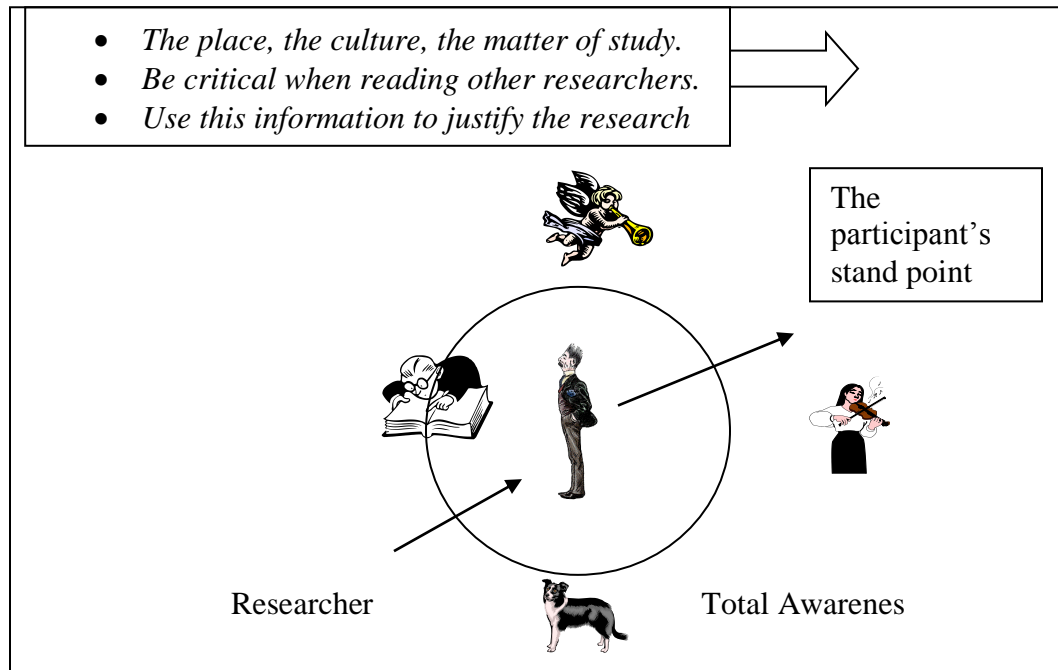 • The place, the culture, the matter of study.
• Be critical when reading other researchers.
• Use this information to justify the research
The
participant’s
stand point
Researcher
Total Awarenes